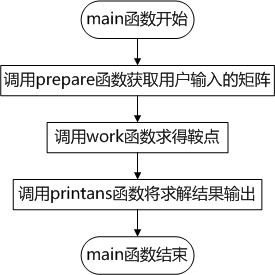 main函数开始
调用prepare函数获取用户输入的矩阵
调用work函数求得鞍点
调用printans函数将求解结果输出
main函数结束